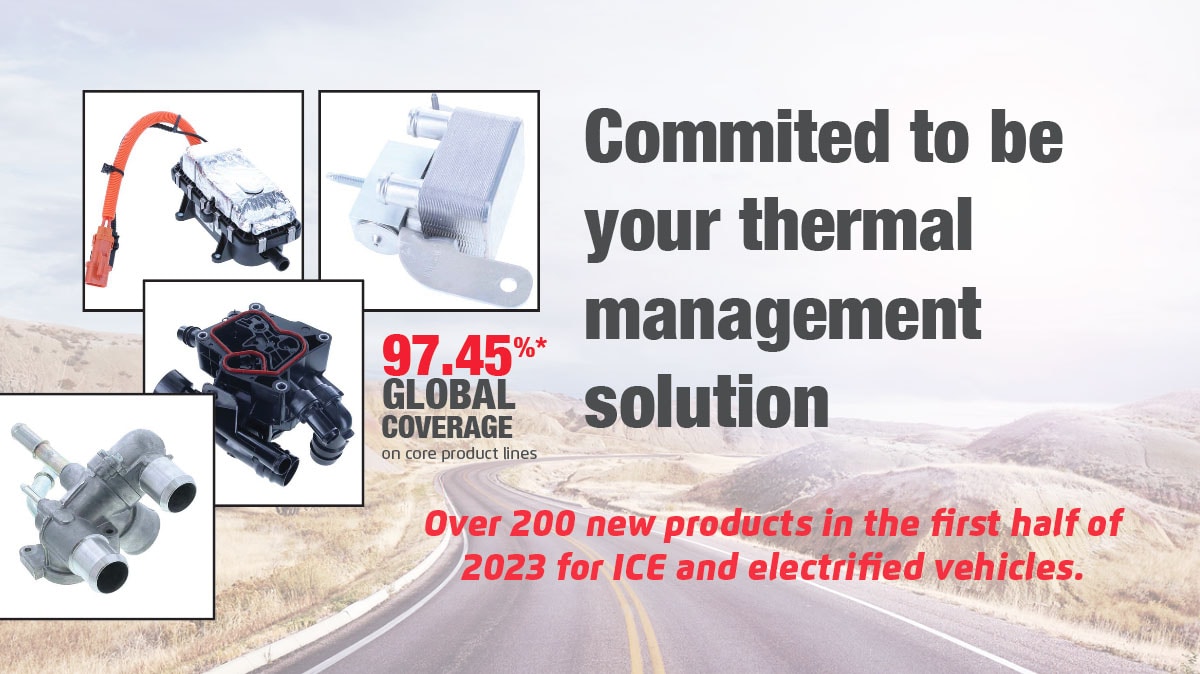 Commited to be
your thermal
management
solution
97.45%*
GLOBAL
COVERAGE
on core product lines
Over 200 new products in the first half of
2023 for ICE and electrified vehicles.